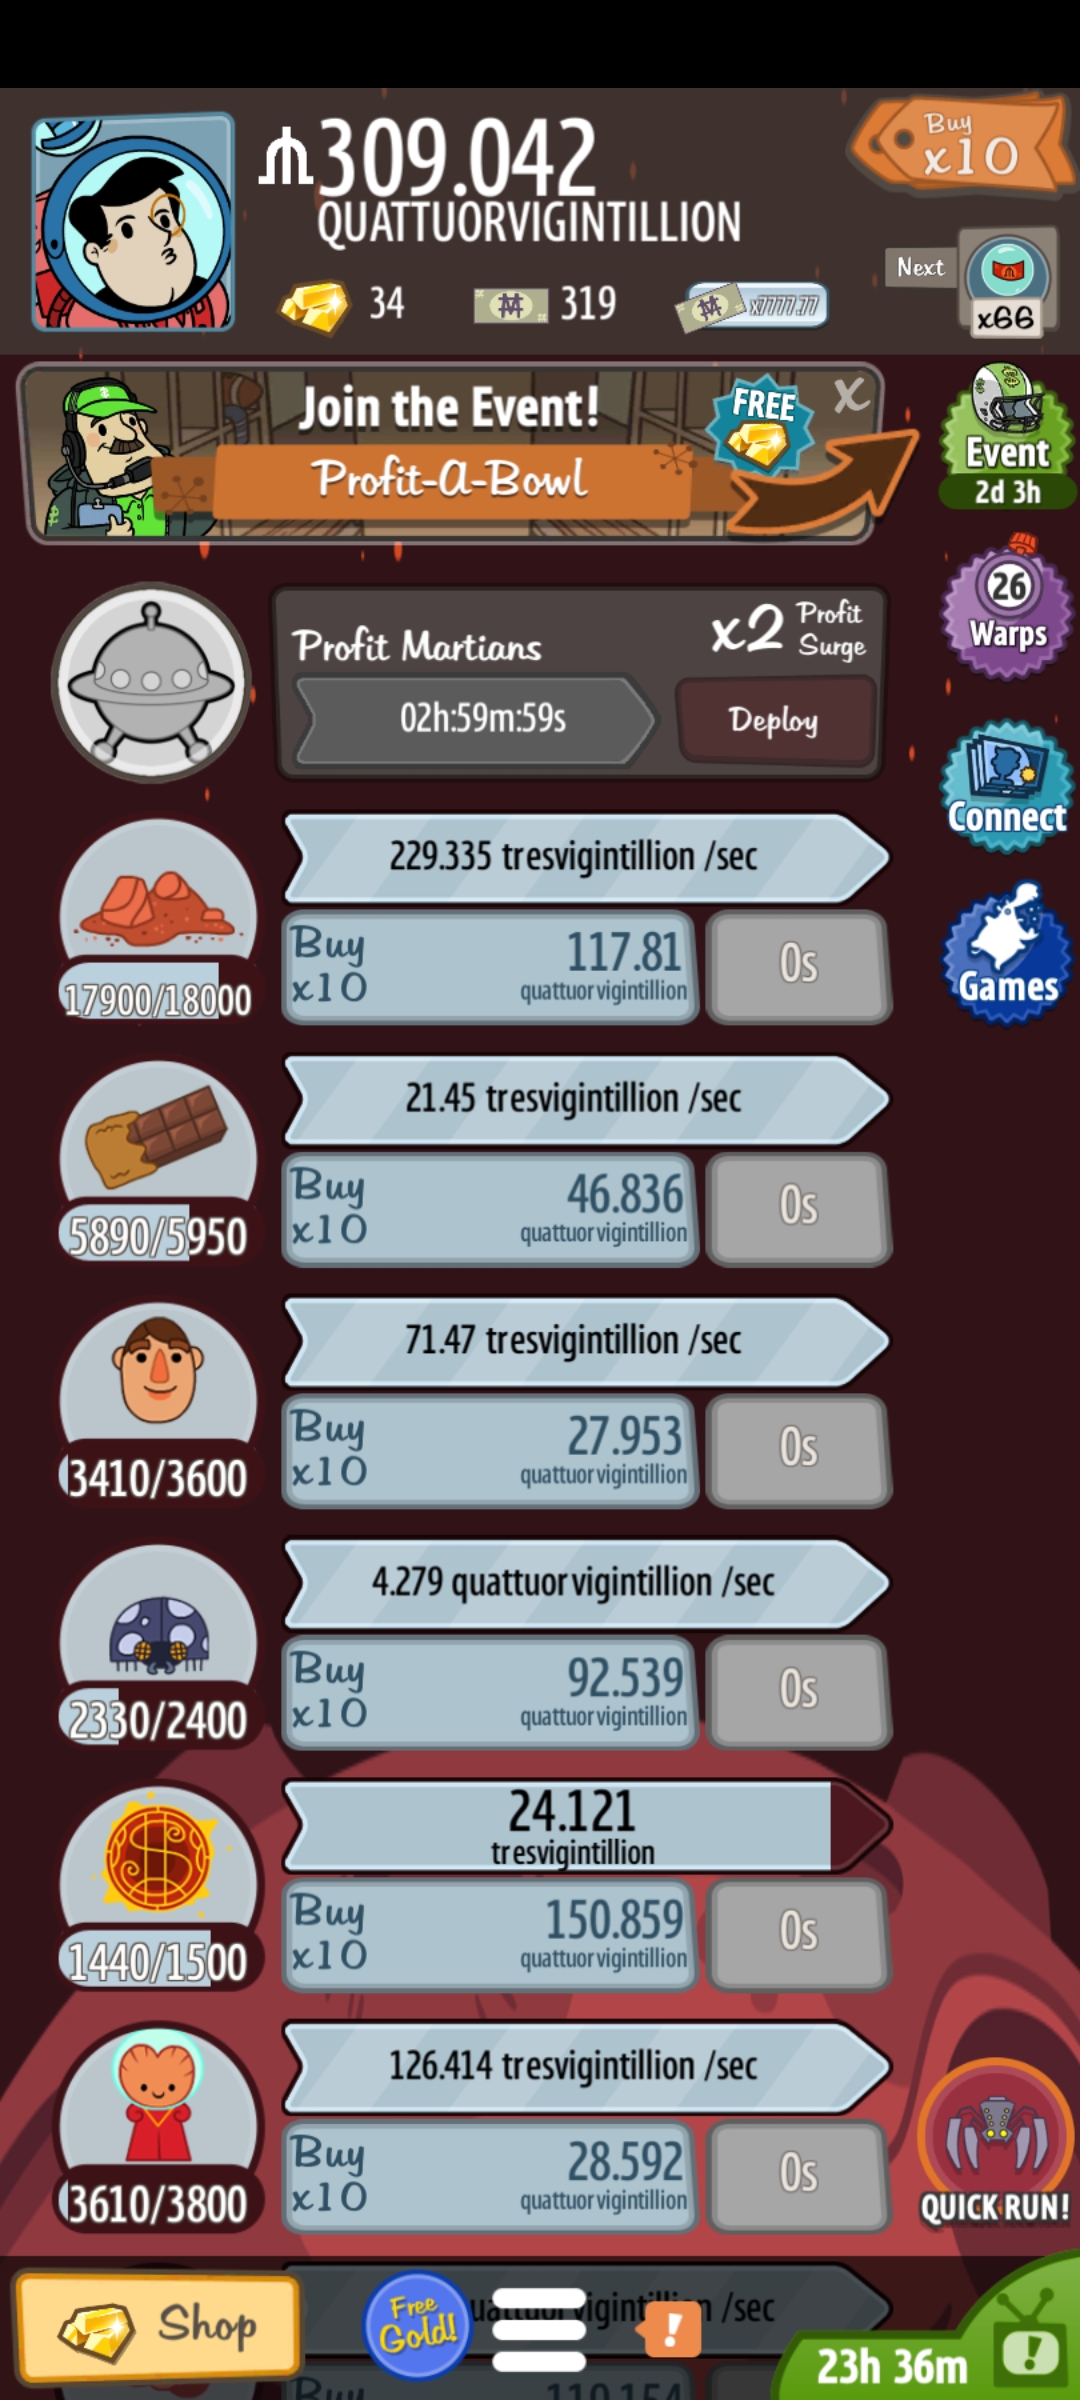 309.042
QUATTUORVIGINTILLION
Buy
x10
34
319
x7777.77
Next
x66
Join the Event!
Profit-A-Bowl
FREE
X
Event
2d 3h
26
Warps
Connect
Games
Profit Martians
x2 Profit Surge
02h:59m:59s
Deploy
229.335 tresvigintillion /sec
17900/18000
Buy x10
117.81
quattuorvigintillion
0s
21.45 tresvigintillion /sec
5890/5950
Buy x10
46.836
quattuorvigintillion
0s
71.47 tresvigintillion /sec
3410/3600
Buy x10
27.953
quattuorvigintillion
0s
4.279 quattuorvigintillion /sec
2330/2400
Buy x10
92.539
quattuorvigintillion
0s
24.121
tresvigintillion
1440/1500
Buy x10
150.859
quattuorvigintillion
0s
126.414 tresvigintillion /sec
3610/3800
Buy x10
28.592
quattuorvigintillion
0s
QUICK RUN!
Shop
Free Gold!
/sec
!
23h 36m
!
Buy